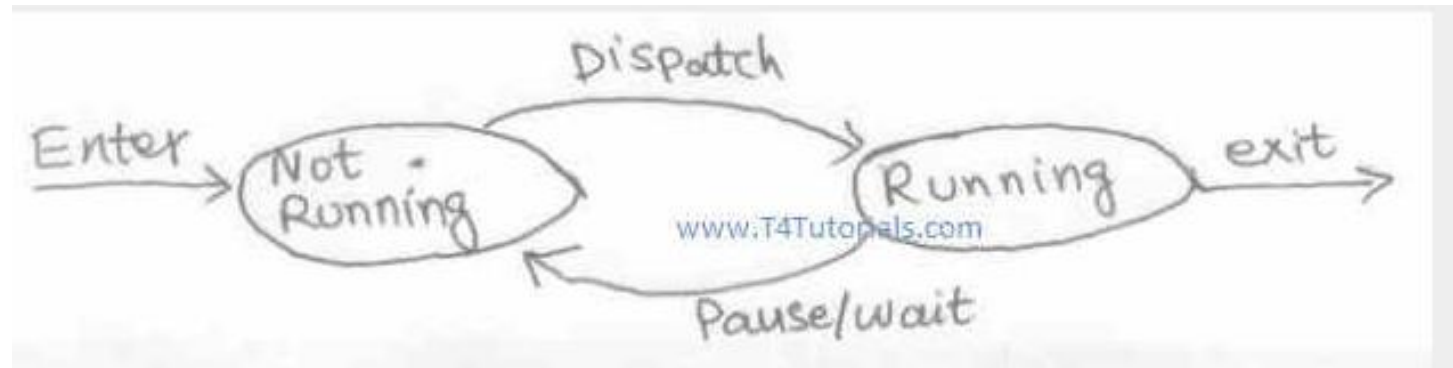 Dispatch
Enter
Not
Running
Running
exit
www.T4Tutorials.com
Pause/wait